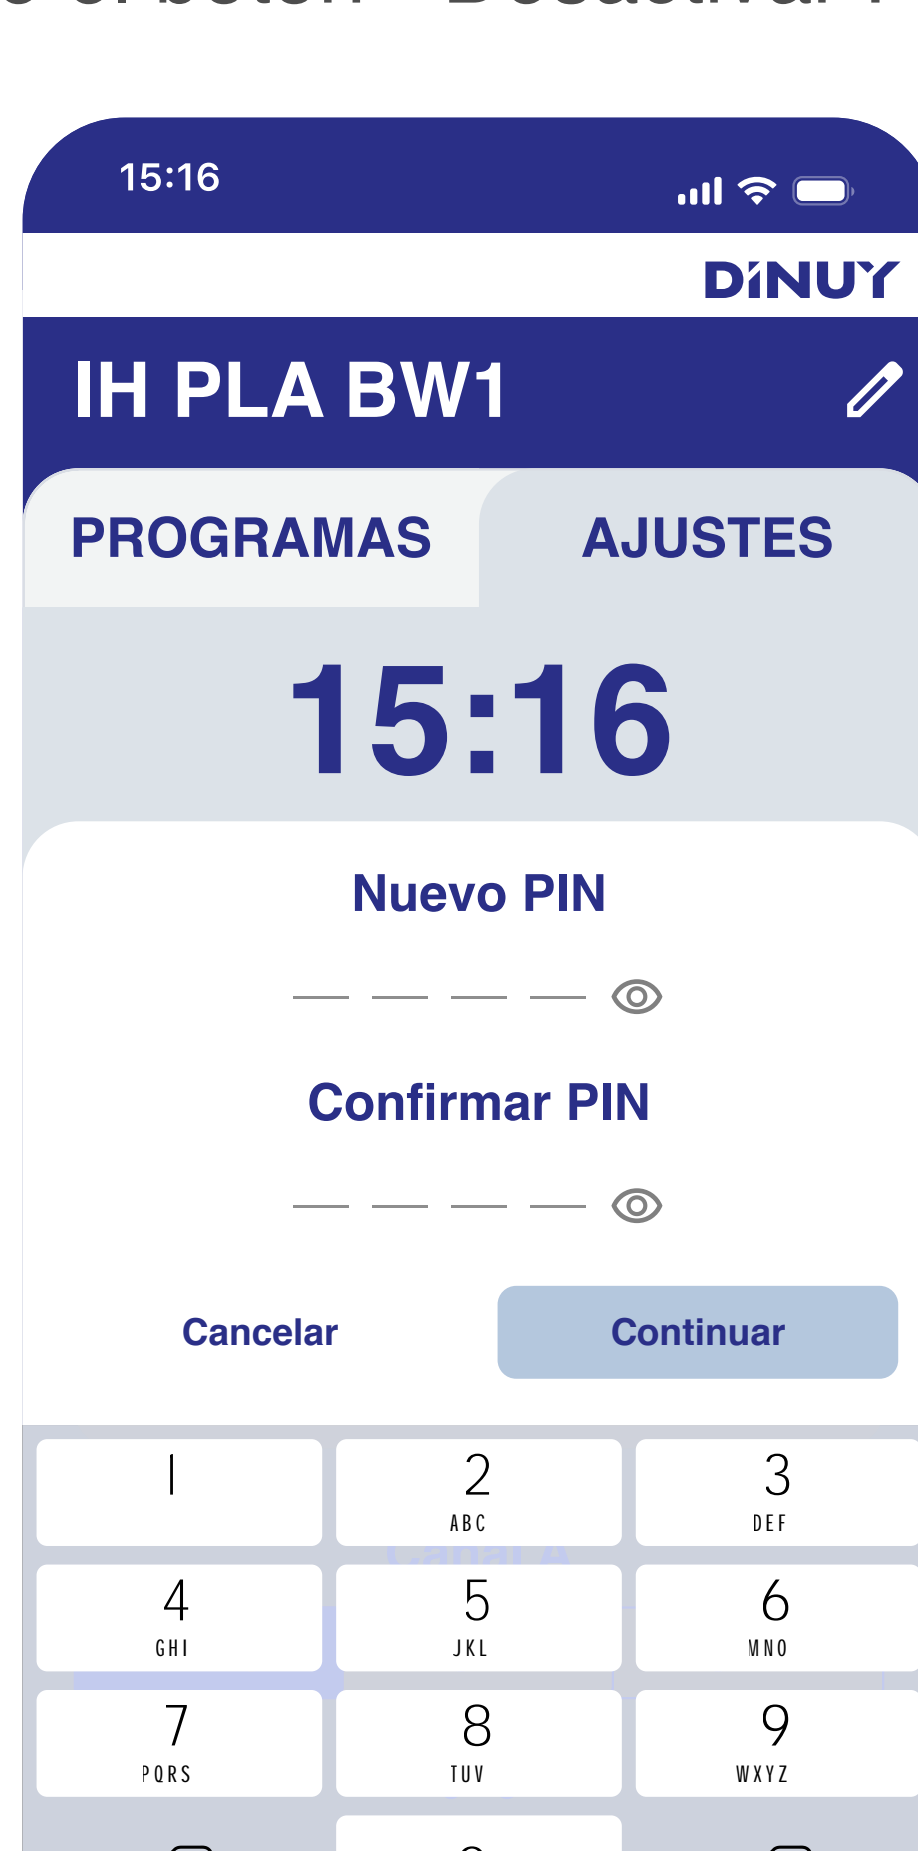 15:16
DiNUY
IH PLA BW1
PROGRAMAS AJUSTES
15:16
Nuevo PIN
Confirmar PIN
Cancelar Continuar
1 2 3
ABC DEF
Canal A
4 5 6
GHI JKL MNO
7 8 9
PQRS TUV WXYZ